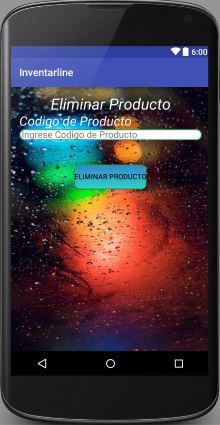 6:00
Inventarline
Eliminar Producto
Codigo de Producto
Ingrese Codigo de Producto
ELIMINAR PRODUCTO